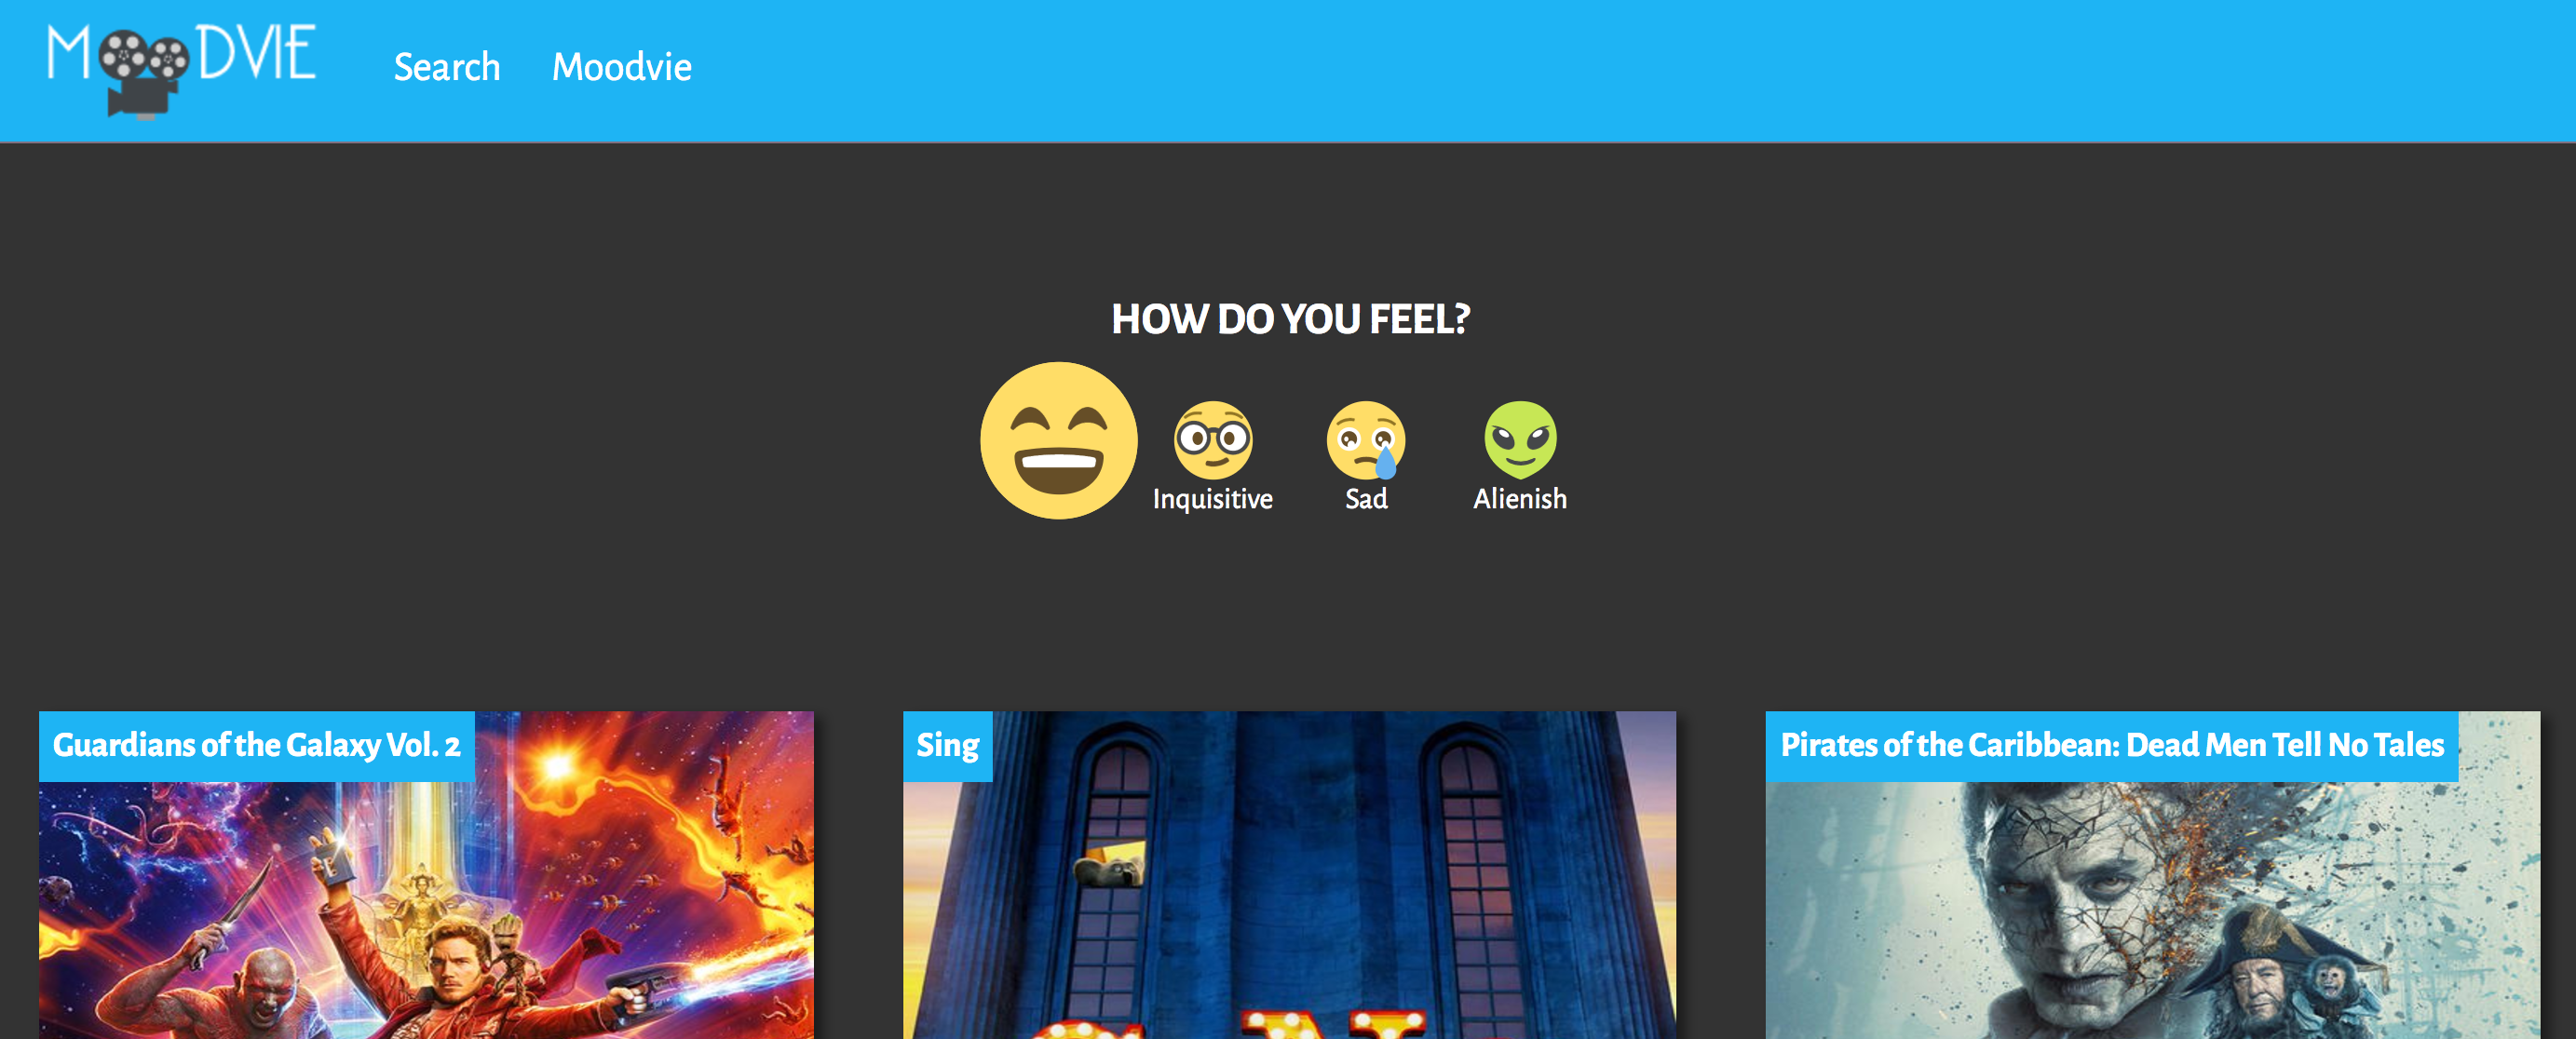 MOODVIE
Search Moodvie
HOW DO YOU FEEL?
Inquisitive Sad Alienish
Guardians of the Galaxy Vol. 2
Sing
Pirates of the Caribbean: Dead Men Tell No Tales